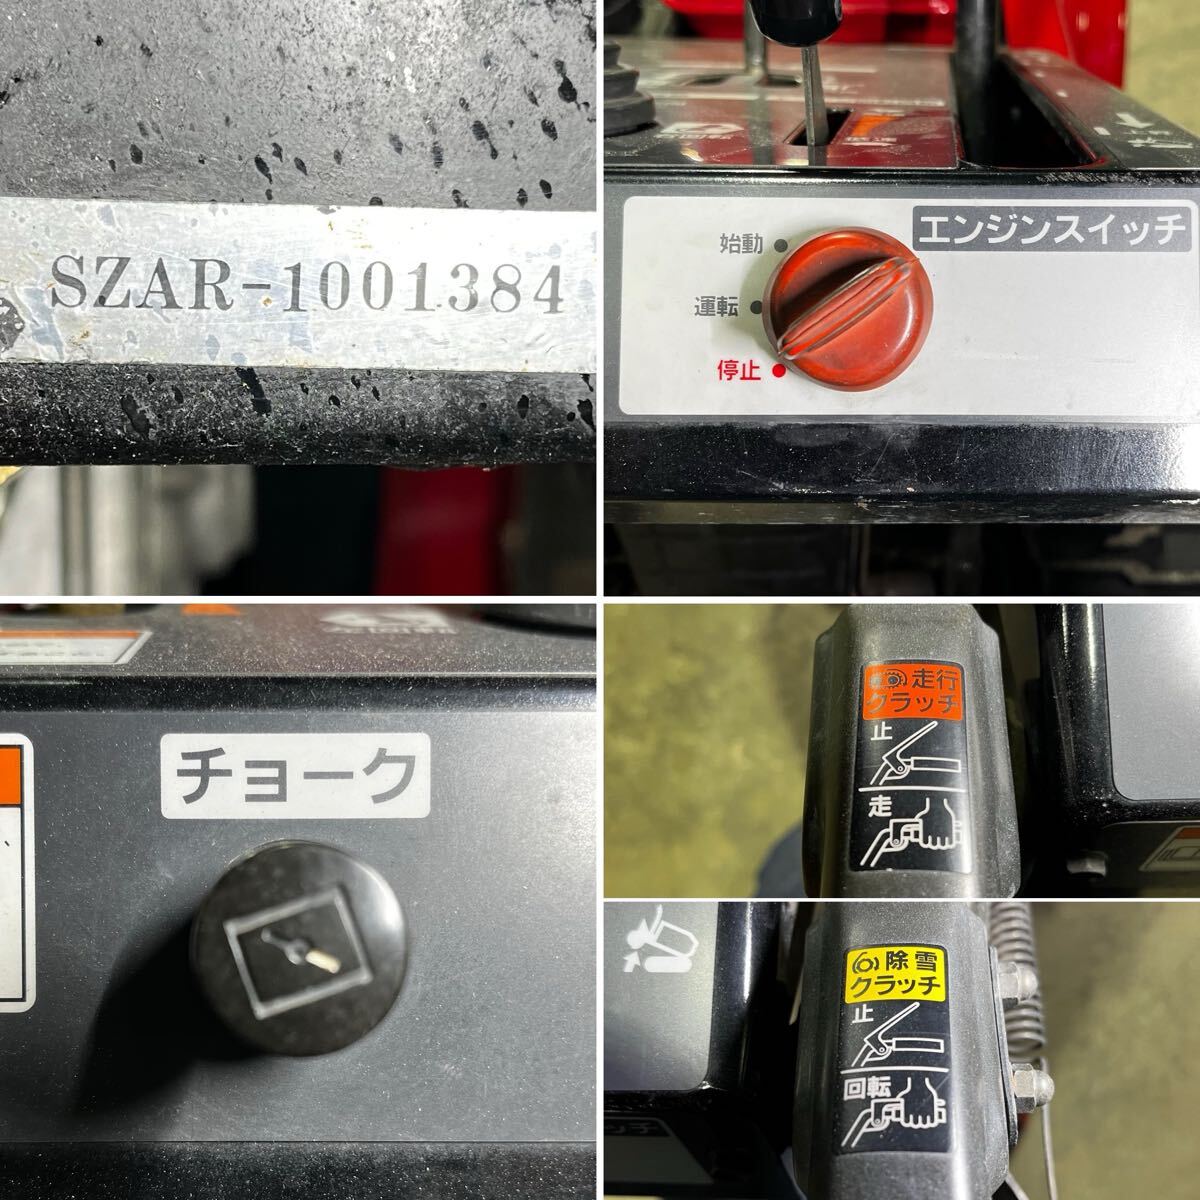 SZAR-1001384
エンジンスイッチ
始動
運転
停止
チョーク
走行
クラッチ
止
走
除雪
クラッチ
止
回転